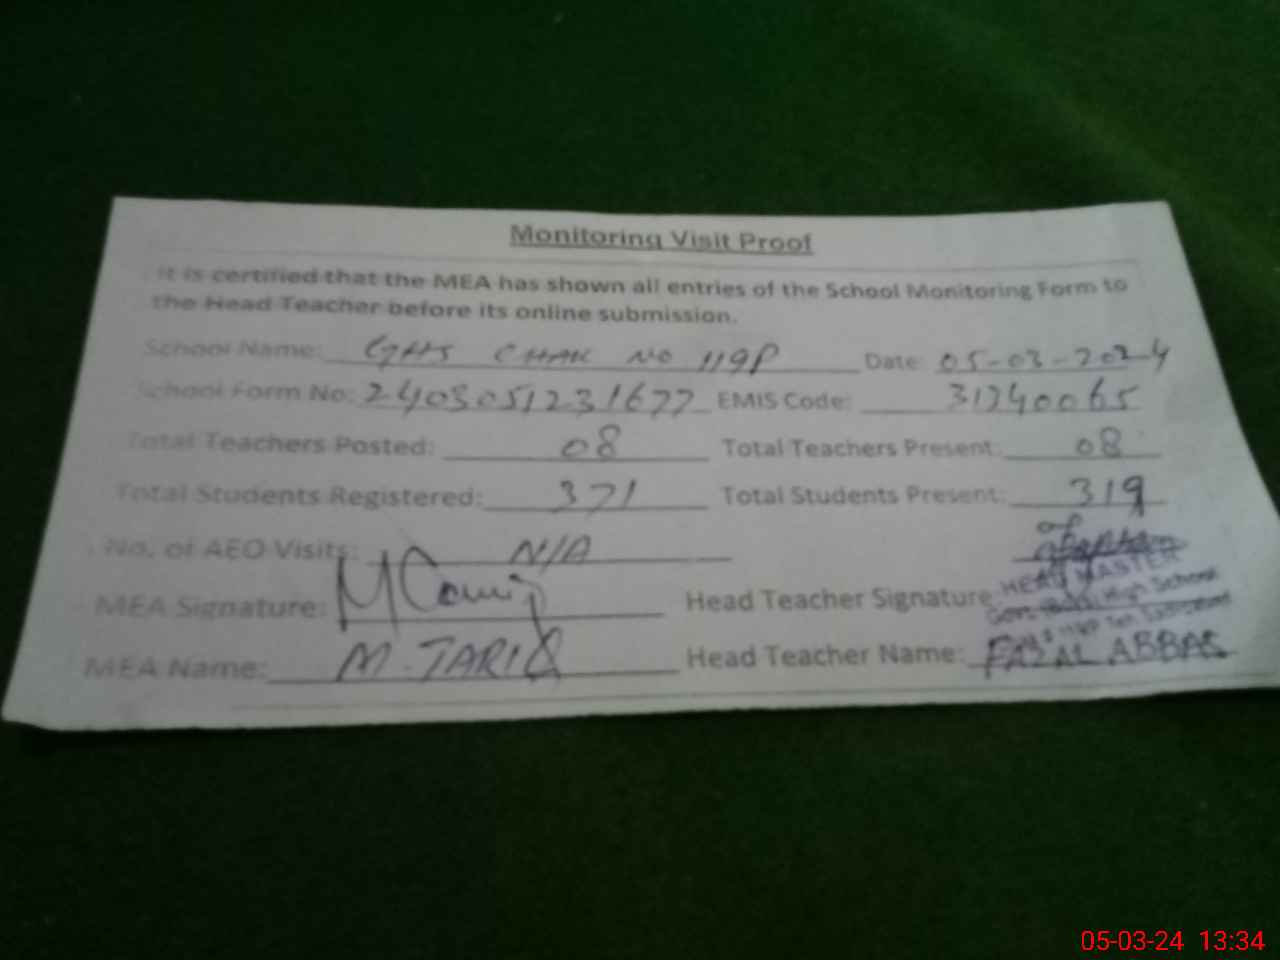 Monitoring Visit Proof
It is certified that the MEA has shown all entries of the School Monitoring Form to
the Head Teacher before its online submission.
School Name: GHS CHAK NO 119P Date: 05-03-2024
School Form No: 2403051231677 EMIS Code: 31240065
Total Teachers Posted: 08 Total Teachers Present: 08
Total Students Registered: 371 Total Students Present: 319
No. of AEO Visits: N/A
MEA Signature: Head Teacher Signature:
HEAD MASTER
High School
MEA Name: M. TARIQ Head Teacher Name: FAZAL ABBAS
05-03-24 13:34